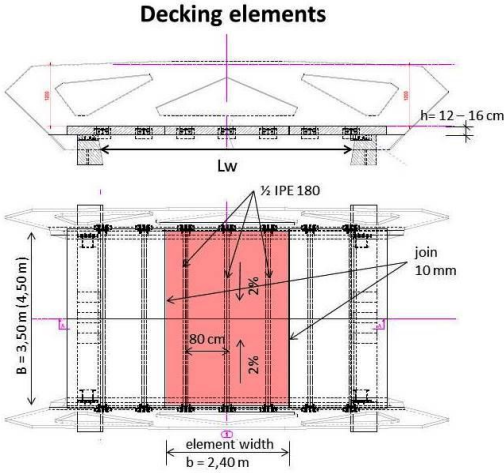 Decking elements
h= 12 – 16 cm
Lw
½ IPE 180
join
10 mm
2%
B = 3,50 m (4,50 m)
80 cm
2%
element width
b = 2,40 m